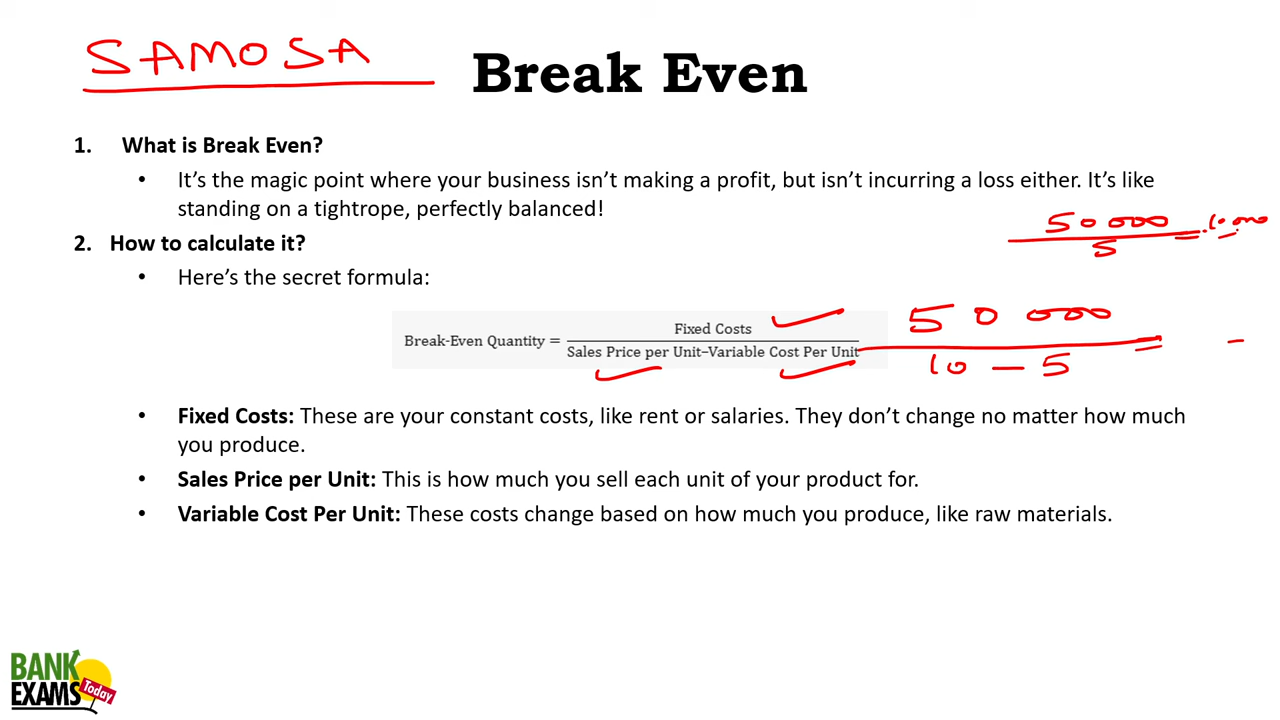 SAMOSA
Break Even
1. What is Break Even?
• It's the magic point where your business isn't making a profit, but isn't incurring a loss either. It's like
standing on a tightrope, perfectly balanced!
50000 = 10000
5
2. How to calculate it?
• Here's the secret formula:
Fixed Costs
Break-Even Quantity =
Sales Price per Unit–Variable Cost Per Unit
50000 =
10 – 5
• Fixed Costs: These are your constant costs, like rent or salaries. They don't change no matter how much
you produce.
• Sales Price per Unit: This is how much you sell each unit of your product for.
• Variable Cost Per Unit: These costs change based on how much you produce, like raw materials.
BANK
EXAMS
Today